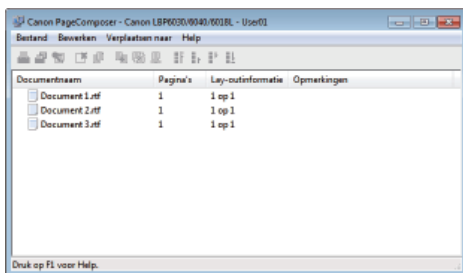 Canon PageComposer - Canon LBP6030/6040/6018L - User01
Bestand Bewerken Verplaatsen naar Help
Documentnaam Pagina's Lay-outinformatie Opmerkingen
Document 1.rtf 1 1 op 1
Document 2.rtf 1 1 op 1
Document 3.rtf 1 1 op 1
Druk op F1 voor Help.